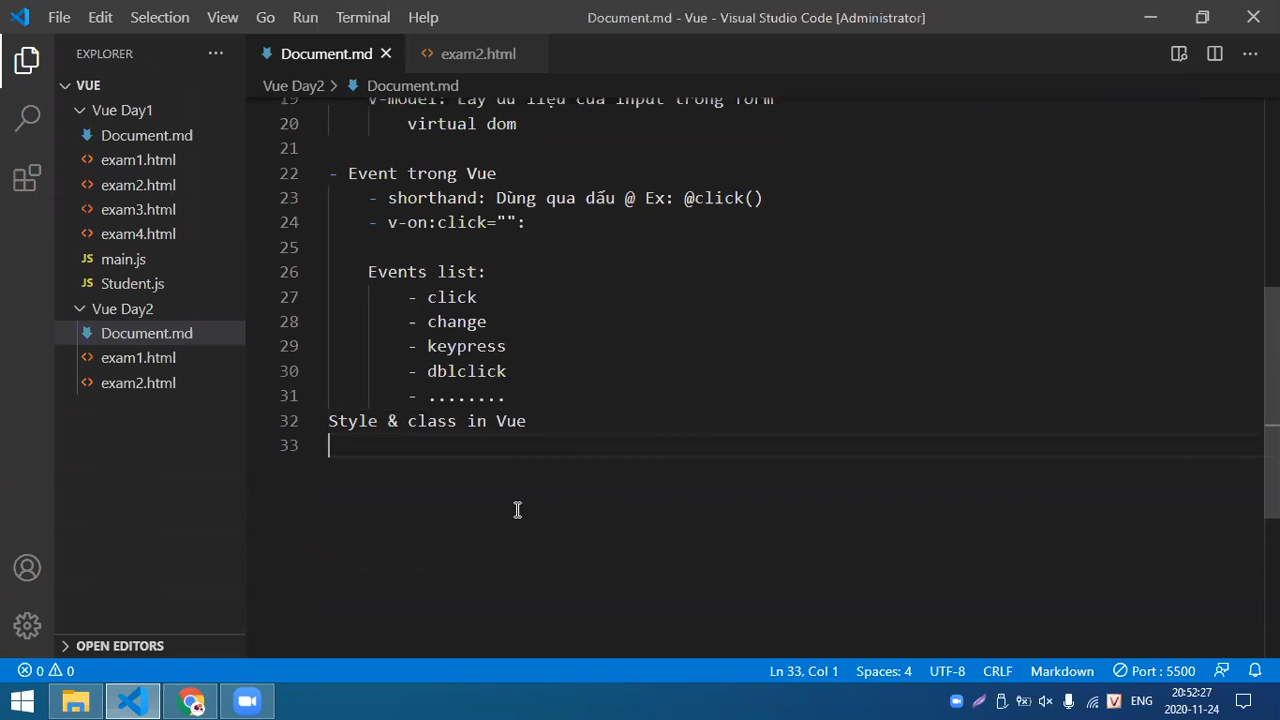 File Edit Selection View Go Run Terminal Help Document.md - Vue - Visual Studio Code [Administrator]
EXPLORER
VUE
Vue Day1
Document.md
exam1.html
exam2.html
exam3.html
exam4.html
main.js
Student.js
Vue Day2
Document.md
exam1.html
exam2.html
OPEN EDITORS
Document.md exam2.html
Vue Day2 > Document.md
19 v-model: Lấy dữ liệu của input trong form
20 virtual dom
21
22 - Event trong Vue
23 - shorthand: Dùng qua dấu @ Ex: @click()
24 - v-on:click="":
25
26 Events list:
27 - click
28 - change
29 - keypress
30 - dblclick
31 - ........
32 Style & class in Vue
33
0 0 Ln 33, Col 1 Spaces: 4 UTF-8 CRLF Markdown Port : 5500
V ENG 20:52:27
2020-11-24